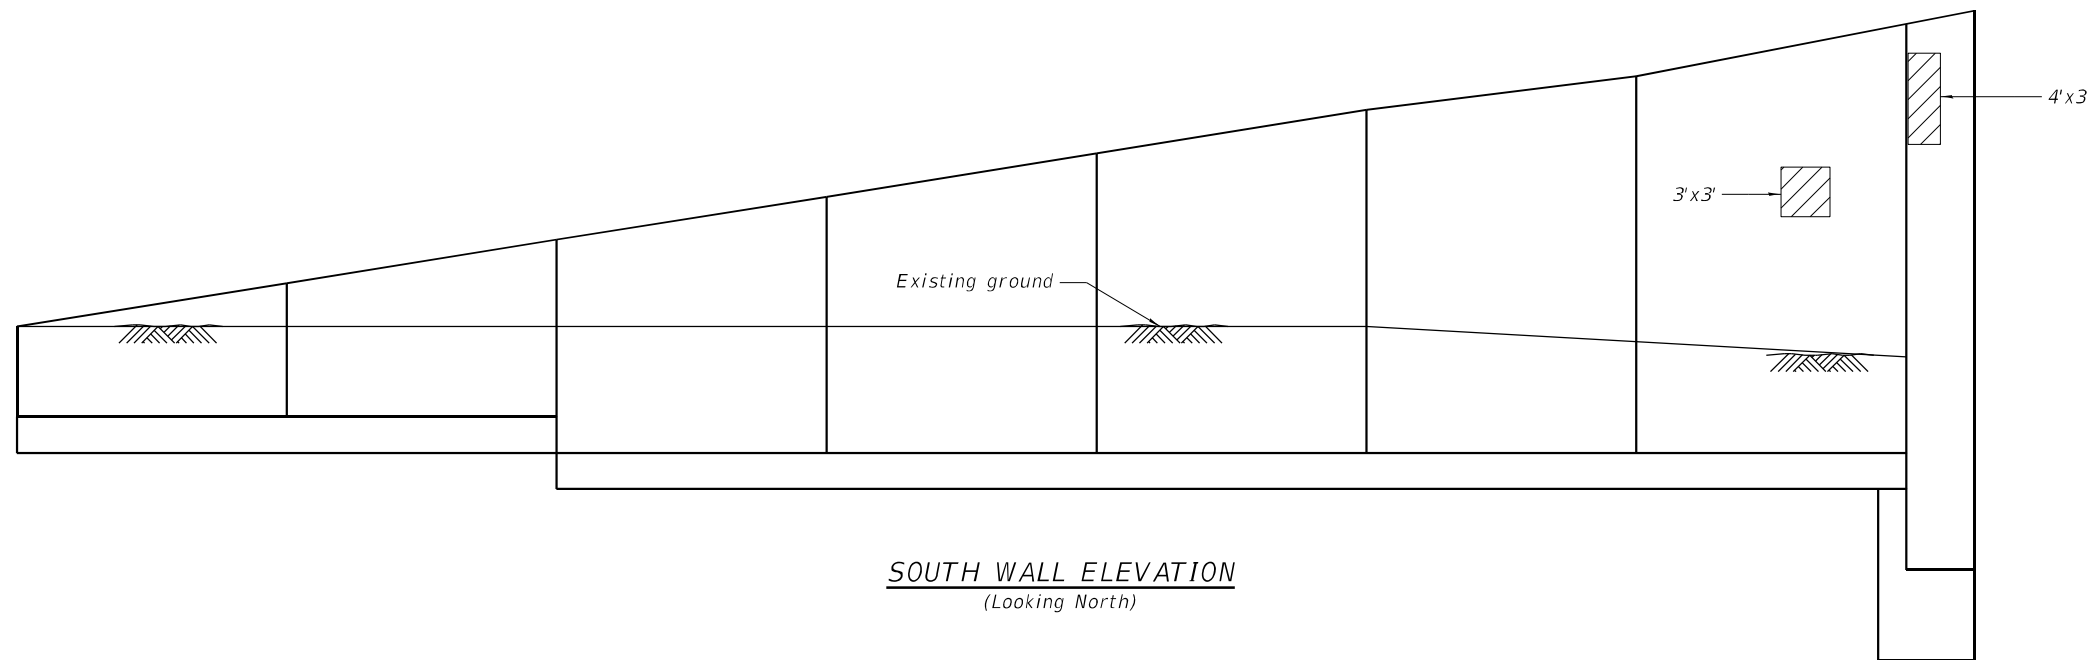 4'x3
3'x3'
Existing ground
SOUTH WALL ELEVATION
(Looking North)